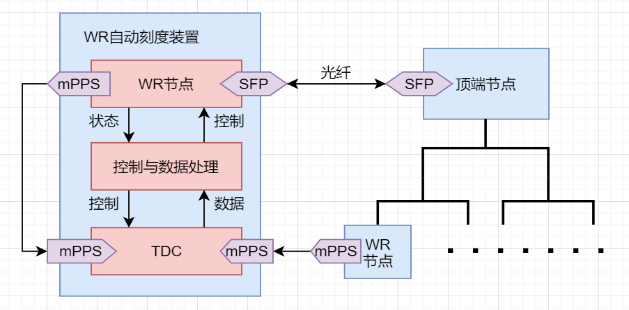 WR自动刻度装置
mPPS
WR节点
SFP
光纤
SFP
顶端节点
状态
控制
控制与数据处理
控制
数据
mPPS
TDC
mPPS
mPPS
WR
节点